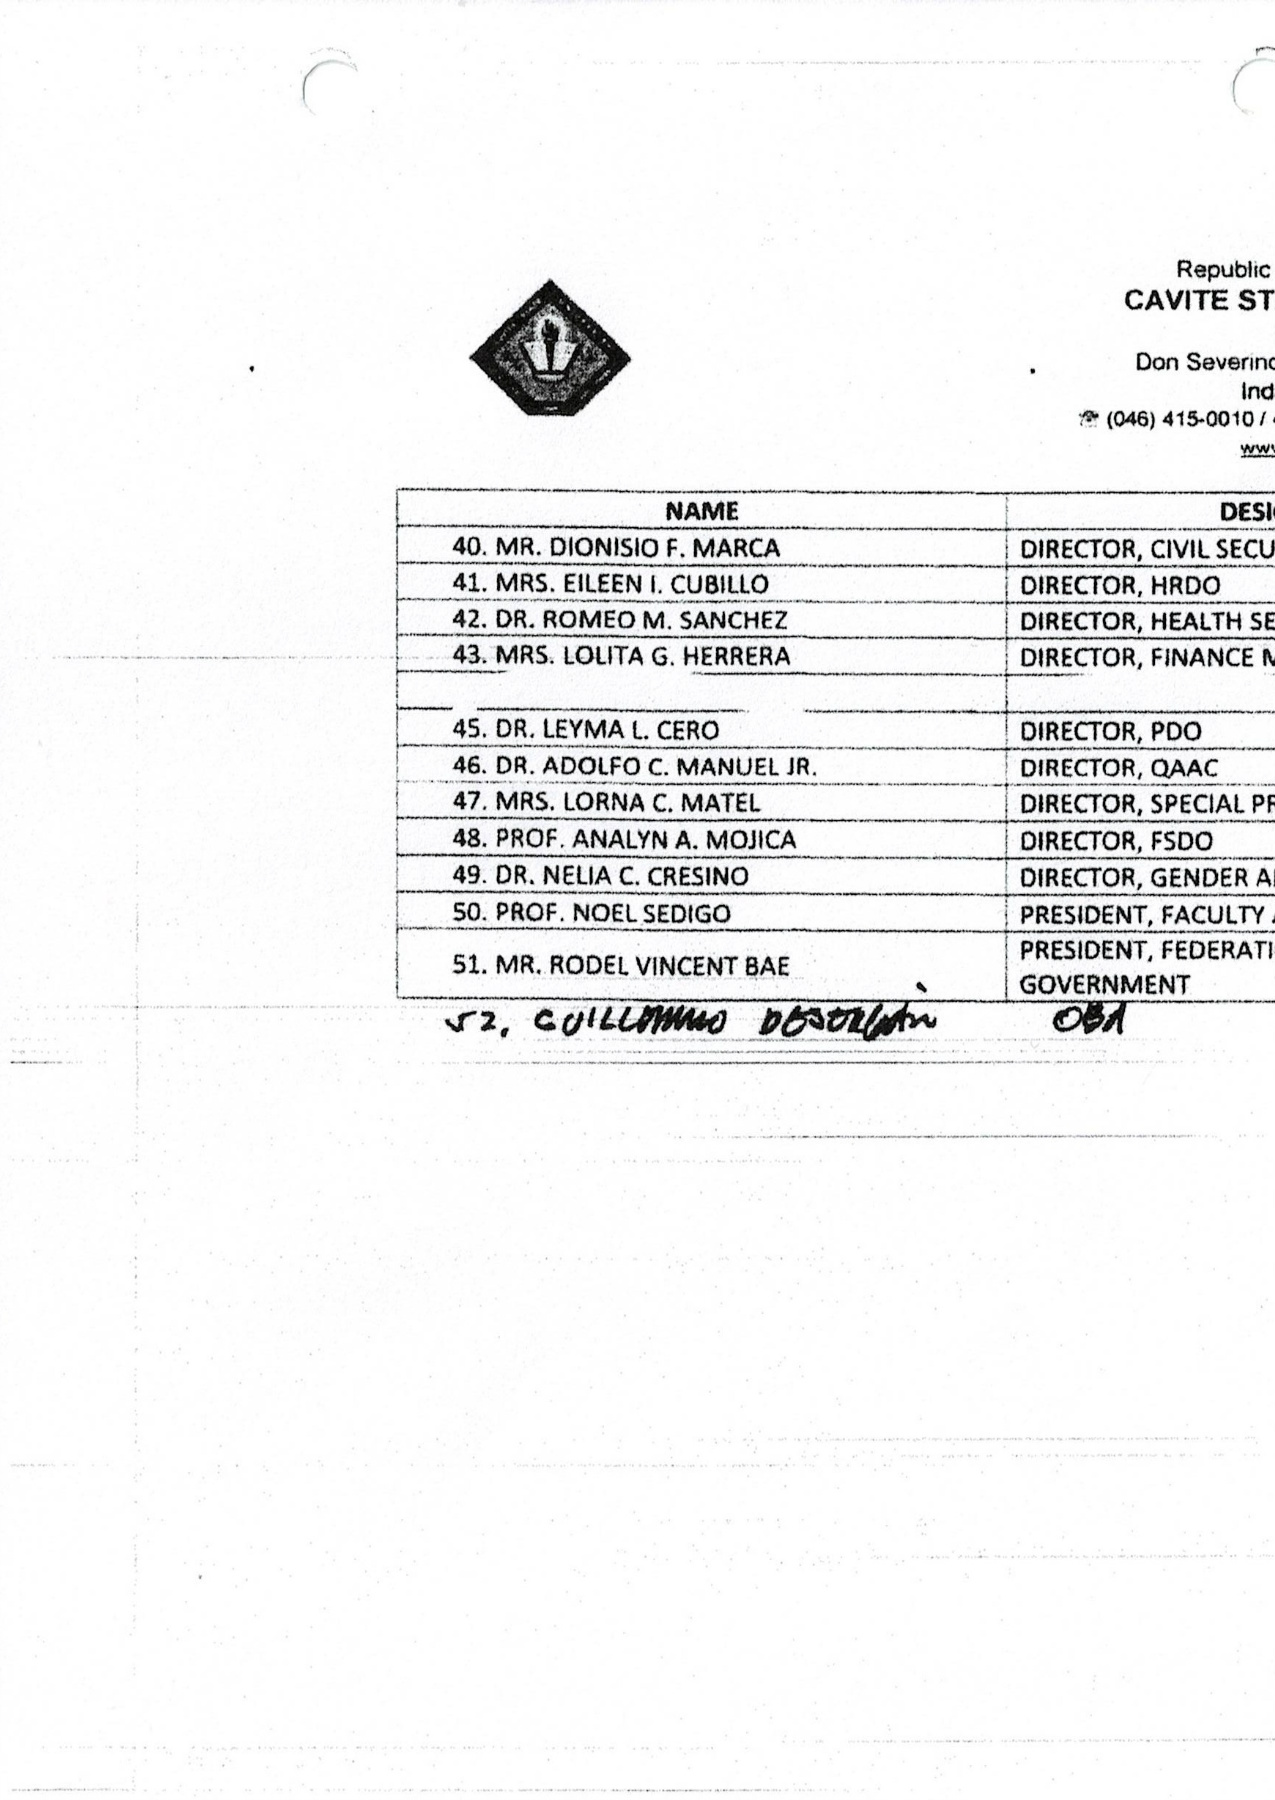 Republic
CAVITE ST
Don Severino
Ind
(046) 415-0010 /
www
NAME DESI
40. MR. DIONISIO F. MARCA DIRECTOR, CIVIL SECU
41. MRS. EILEEN I. CUBILLO DIRECTOR, HRDO
42. DR. ROMEO M. SANCHEZ DIRECTOR, HEALTH SE
43. MRS. LOLITA G. HERRERA DIRECTOR, FINANCE M
45. DR. LEYMA L. CERO DIRECTOR, PDO
46. DR. ADOLFO C. MANUEL JR. DIRECTOR, QAAC
47. MRS. LORNA C. MATEL DIRECTOR, SPECIAL PR
48. PROF. ANALYN A. MOJICA DIRECTOR, FSDO
49. DR. NELIA C. CRESINO DIRECTOR, GENDER A
50. PROF. NOEL SEDIGO PRESIDENT, FACULTY A
51. MR. RODEL VINCENT BAE PRESIDENT, FEDERATI
GOVERNMENT
52. OBA